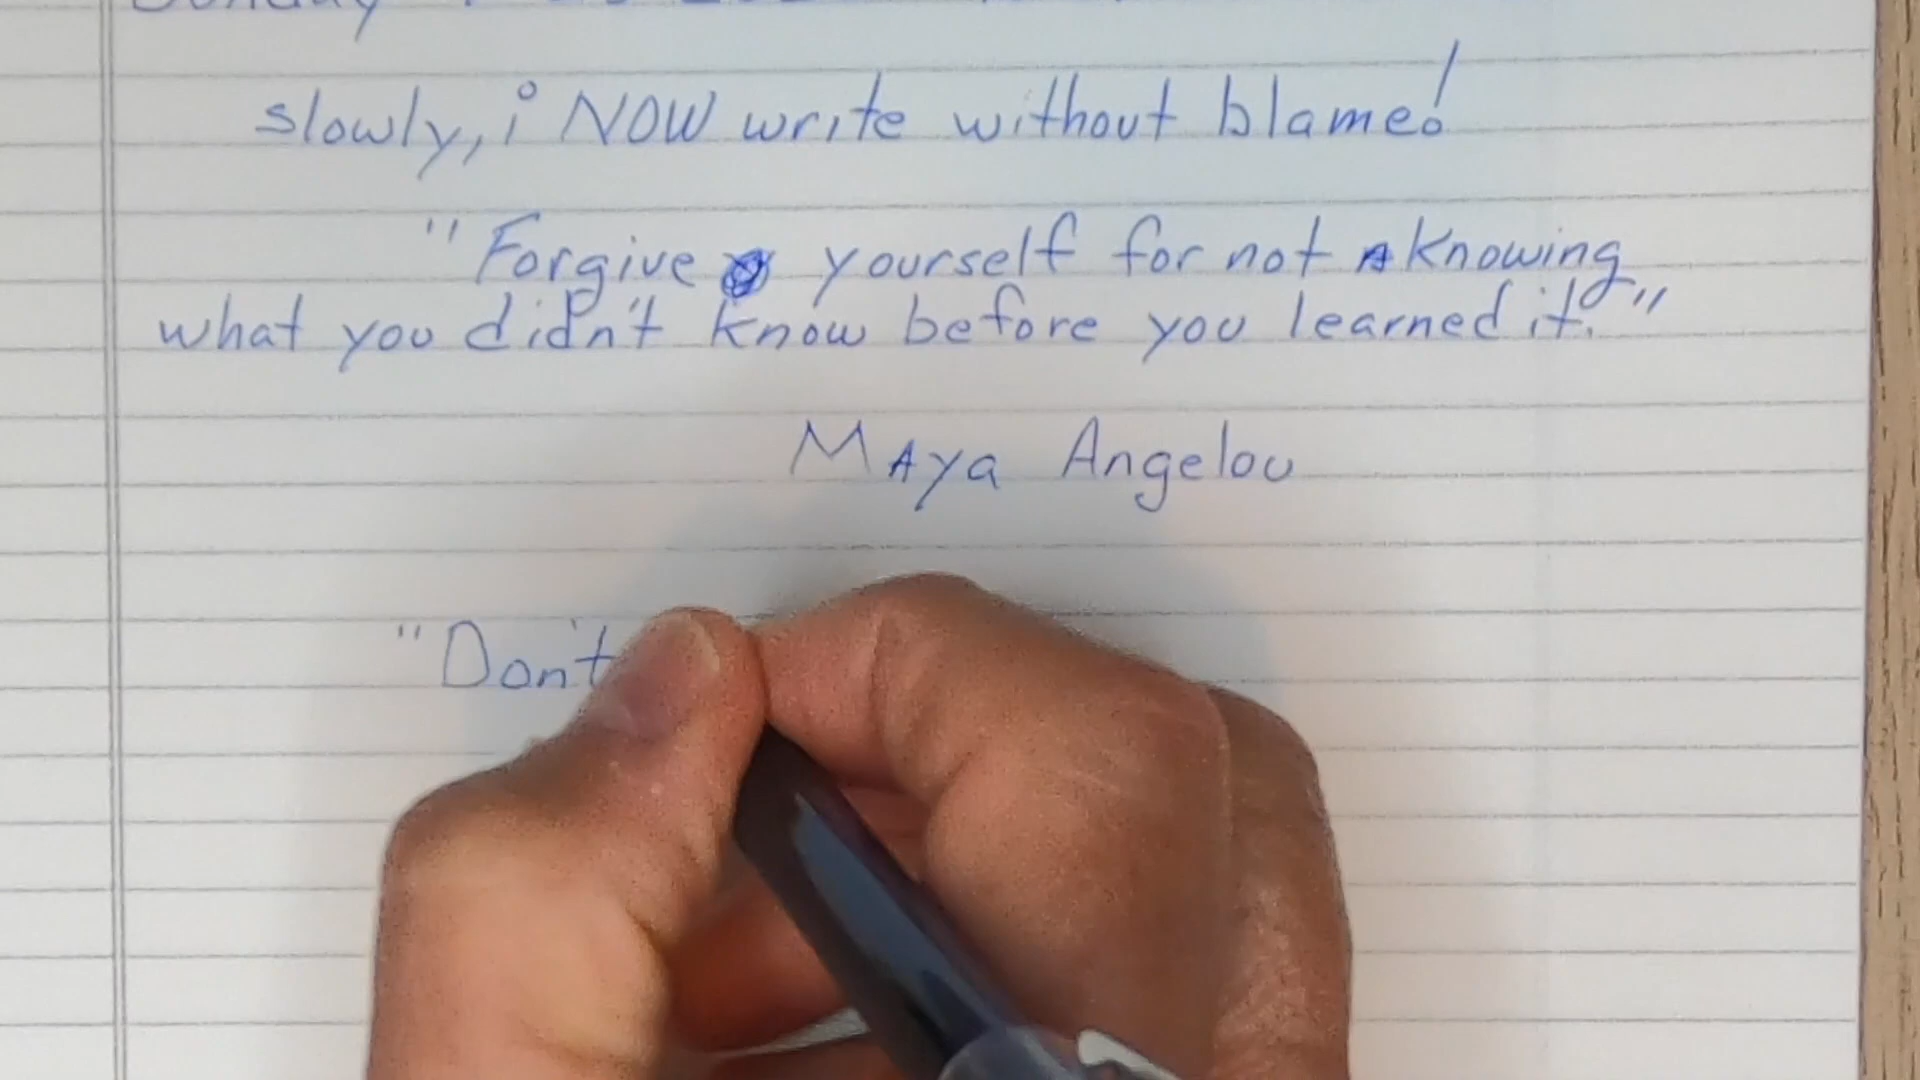 Sunday
slowly, i NOW write without blame!
"Forgive yourself for not knowing
what you didn't know before you learned it."
MAya Angelou
"Don't